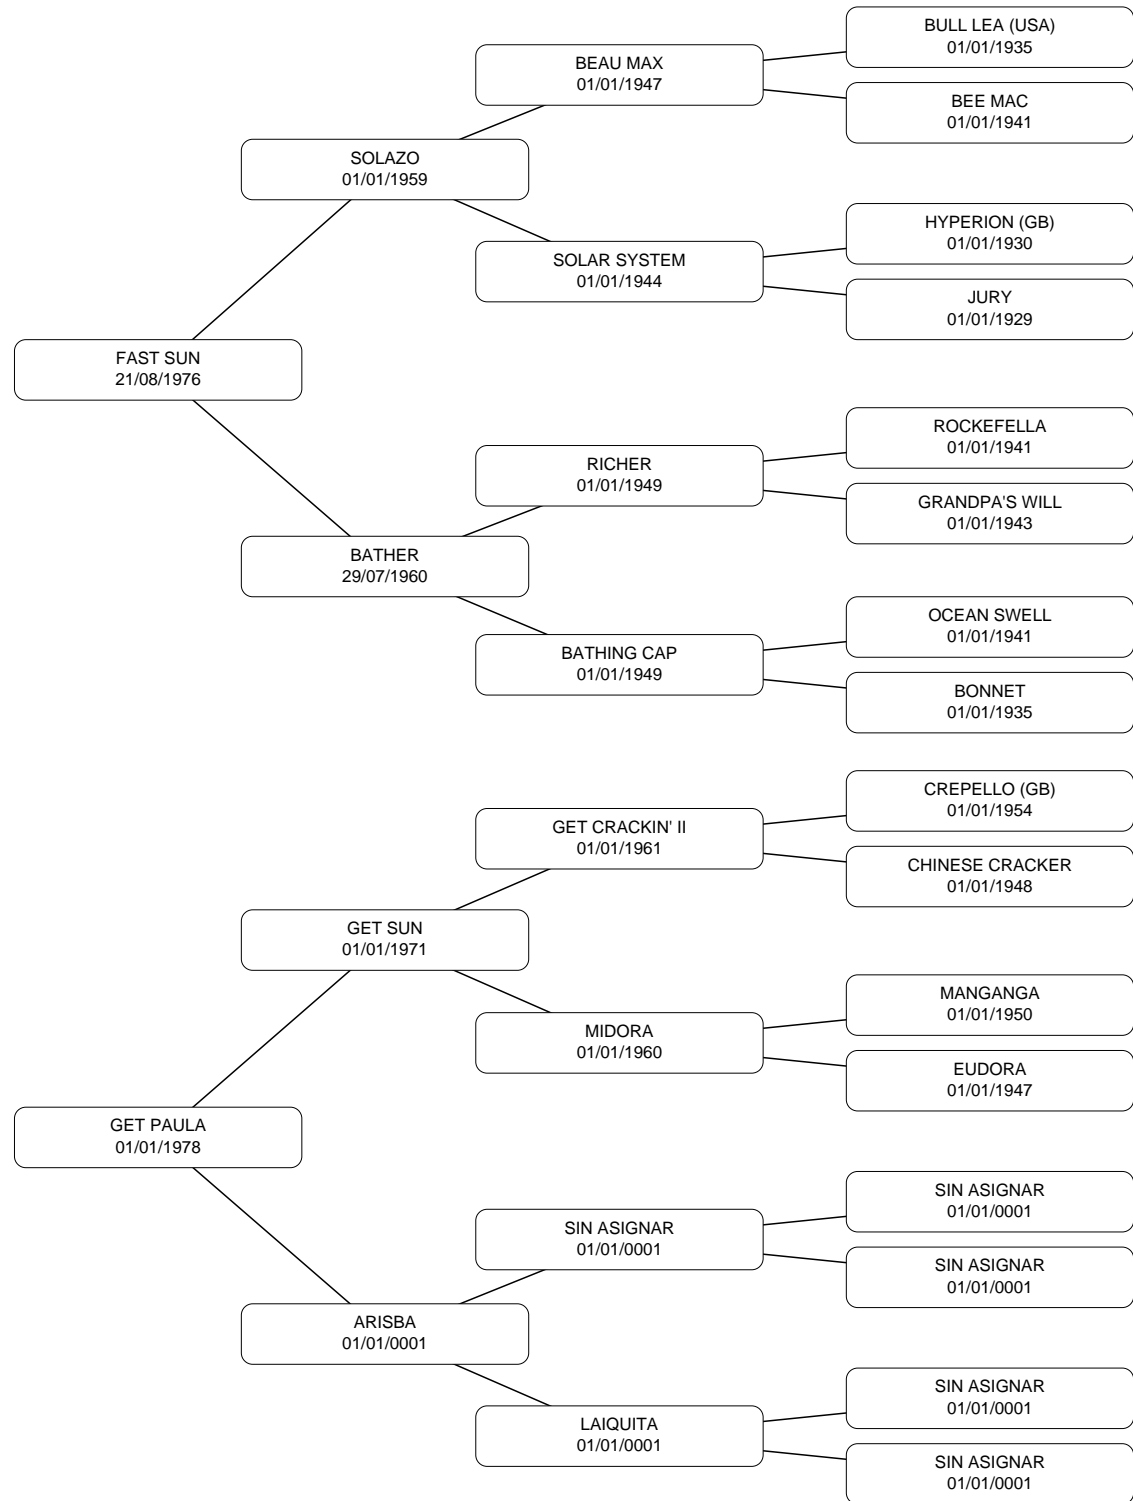 BULL LEA (USA)
01/01/1935
BEAU MAX
01/01/1947
BEE MAC
01/01/1941
SOLAZO
01/01/1959
HYPERION (GB)
01/01/1930
SOLAR SYSTEM
01/01/1944
JURY
01/01/1929
FAST SUN
21/08/1976
ROCKEFELLA
01/01/1941
RICHER
01/01/1949
GRANDPA'S WILL
01/01/1943
BATHER
29/07/1960
OCEAN SWELL
01/01/1941
BATHING CAP
01/01/1949
BONNET
01/01/1935
CREPELLO (GB)
01/01/1954
GET CRACKIN' II
01/01/1961
CHINESE CRACKER
01/01/1948
GET SUN
01/01/1971
MANGANGA
01/01/1950
MIDORA
01/01/1960
EUDORA
01/01/1947
GET PAULA
01/01/1978
SIN ASIGNAR
01/01/0001
SIN ASIGNAR
01/01/0001
SIN ASIGNAR
01/01/0001
ARISBA
01/01/0001
SIN ASIGNAR
01/01/0001
LAIQUITA
01/01/0001
SIN ASIGNAR
01/01/0001